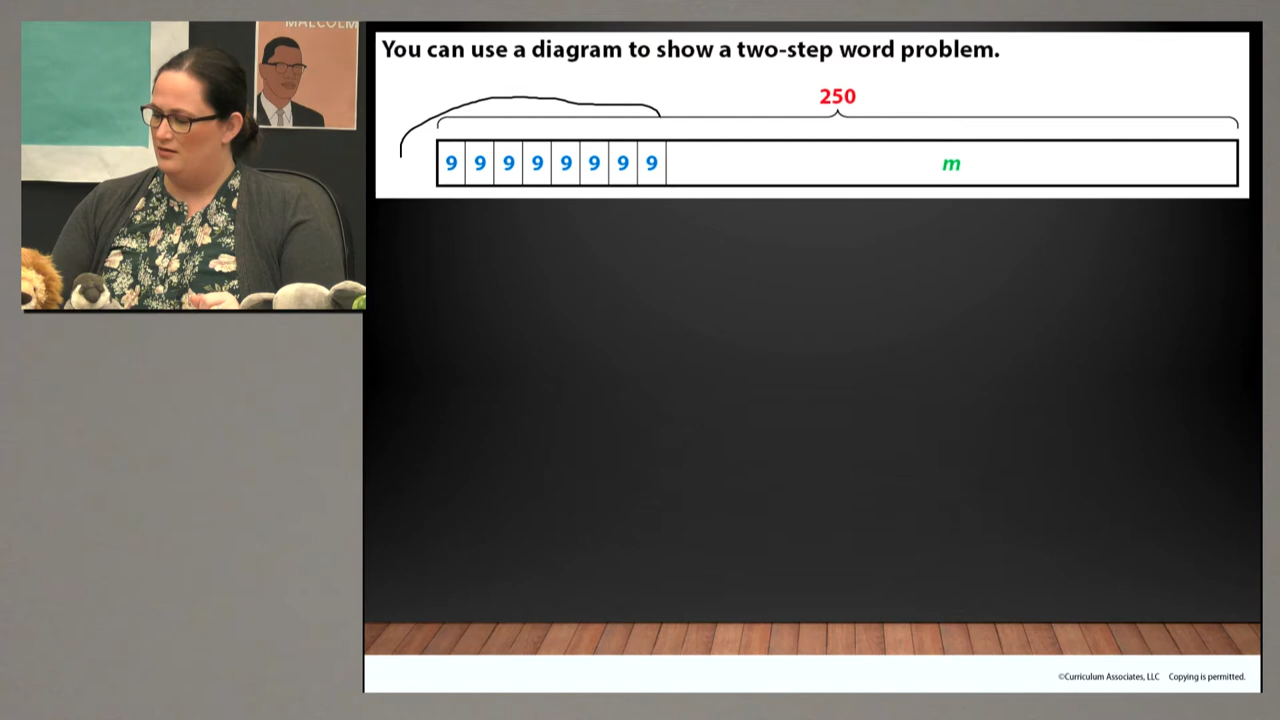 MALCOLM
You can use a diagram to show a two-step word problem.
250
9 9 9 9 9 9 9 9 m
©Curriculum Associates, LLC Copying is permitted.